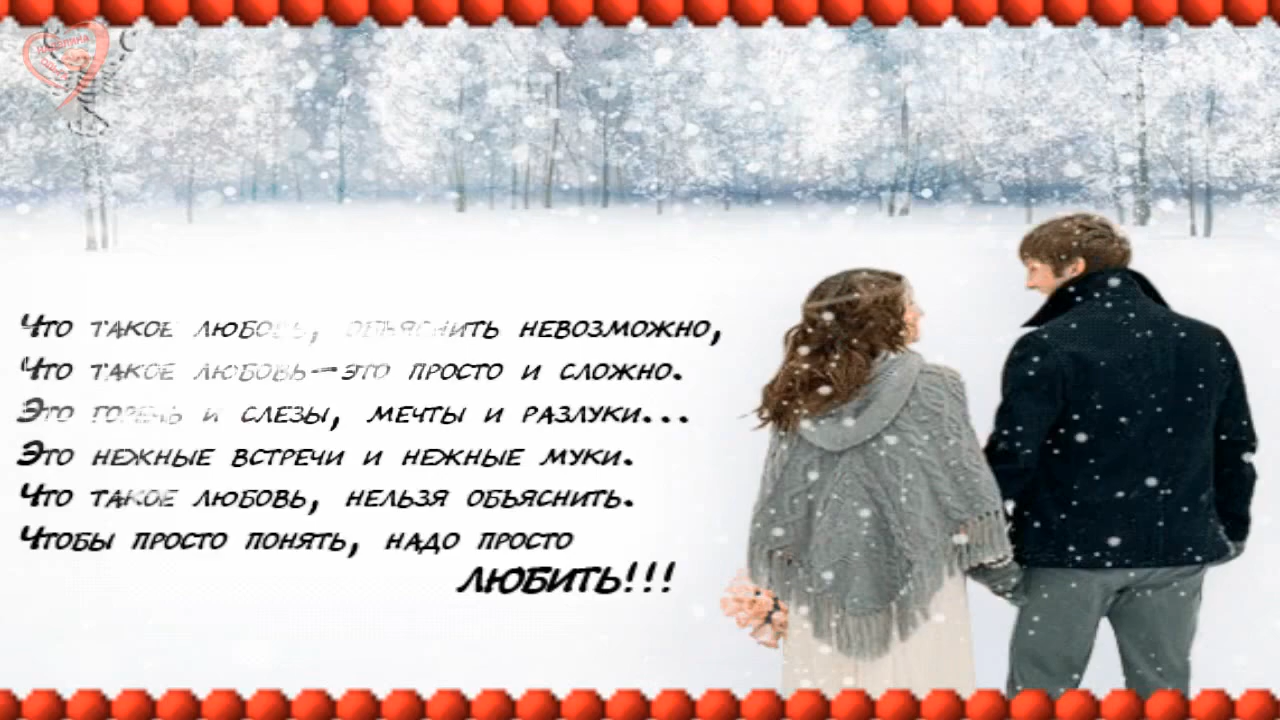 Что такое любовь, объяснить невозможно,
Что такое любовь-это просто и сложно.
Это горечь и слезы, мечты и разлуки...
Это нежные встречи и нежные муки.
Что такое любовь, нельзя объяснить.
Чтобы просто понять, надо просто
ЛЮБИТЬ!!!